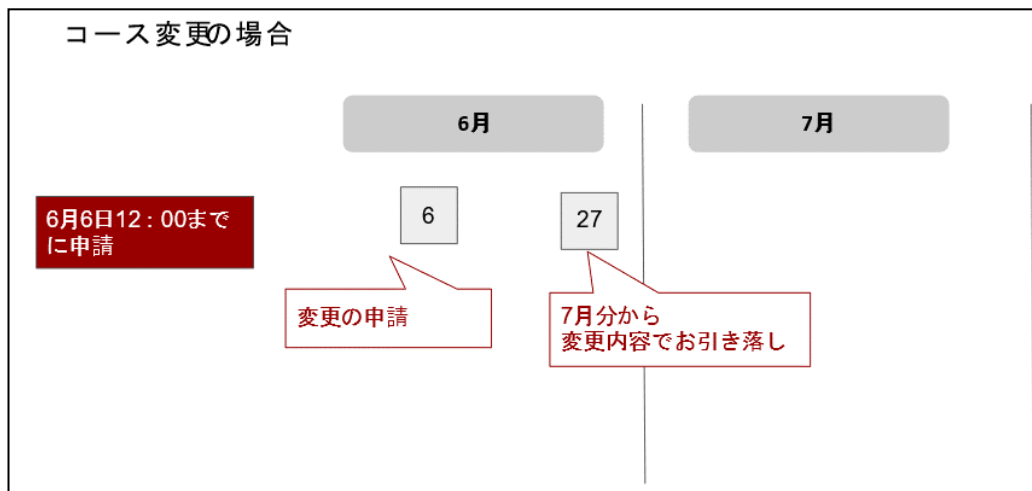 コース変更の場合
6月
7月
6月6日12：00まで
に申請
6
27
変更の申請
7月分から
変更内容でお引き落し